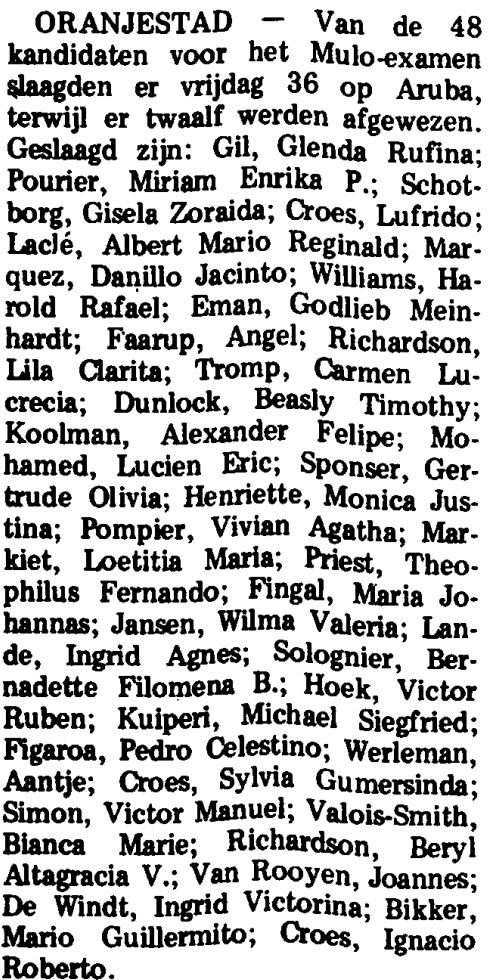 ORANJESTAD — Van de 48
kandidaten voor het Mulo-examen
slaagden er vrijdag 36 op Aruba,
terwijl er twaalf werden afgewezen.
Geslaagd zijn: Gil, Glenda Rufina;
Pourier, Miriam Enrika P.; Schot-
borg, Gisela Zoraida; Croes, Lufrido;
Laclé, Albert Mario Reginald; Mar-
quez, Danillo Jacinto; Williams, Ha-
rold Rafael; Eman, Godlieb Mein-
hardt; Faarup, Angel; Richardson,
Lila Clarita; Tromp, Carmen Lu-
crecia; Dunlock, Beasly Timothy;
Koolman, Alexander Felipe; Mo-
hamed, Lucien Eric; Sponser, Ger-
trude Olivia; Henriette, Monica Jus-
tina; Pompier, Vivian Agatha; Mar-
kiet, Loetitia Maria; Priest, Theo-
philus Fernando; Fingal, Maria Jo-
hannas; Jansen, Wilma Valeria; Lan-
de, Ingrid Agnes; Solognier, Ber-
nadette Filomena B.; Hoek, Victor
Ruben; Kuiperi, Michael Siegfried;
Figaroa, Pedro Celestino; Werleman,
Aantje; Croes, Sylvia Gumersinda;
Simon, Victor Manuel; Valois-Smith,
Bianca Marie; Richardson, Beryl
Altagracia V.; Van Rooyen, Joannes;
De Windt, Ingrid Victorina; Bikker,
Mario Guillermito; Croes, Ignacio
Roberto.